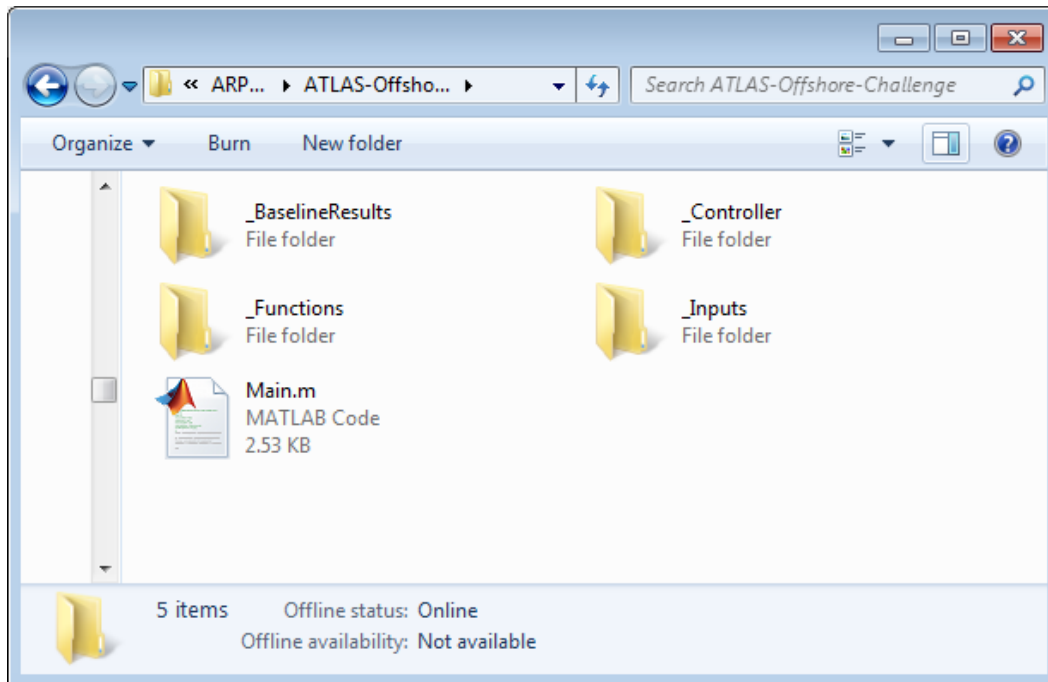 « ARP... ATLAS-Offsho...
Search ATLAS-Offshore-Challenge
Organize Burn New folder
_BaselineResults
File folder
_Controller
File folder
_Functions
File folder
_Inputs
File folder
Main.m
MATLAB Code
2.53 KB
5 items Offline status: Online
Offline availability: Not available